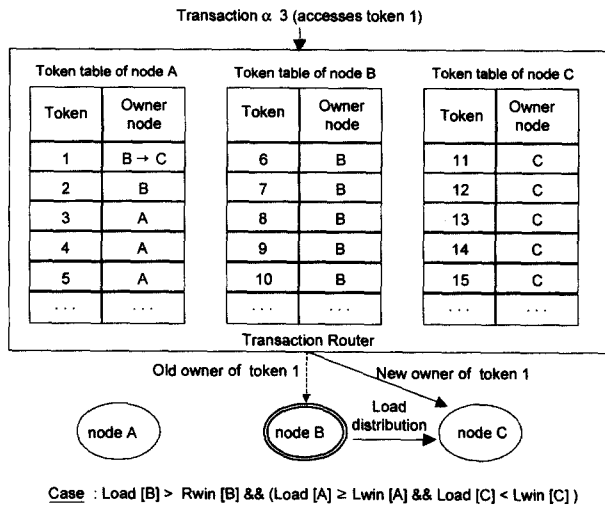 Transaction α 3 (accesses token 1)
Token table of node A
Token table of node B
Token table of node C
Token Owner node
Token Owner node
Token Owner node
1 B → C 6 B 11 C
2 B 7 B 12 C
3 A 8 B 13 C
4 A 9 B 14 C
5 A 10 B 15 C
... ... ... ... ... ...
Transaction Router
Old owner of token 1
New owner of token 1
Load
distribution
node A
node B
node C
Case : Load [B] > Rwin [B] && (Load [A] ≥ Lwin [A] && Load [C] < Lwin [C] )